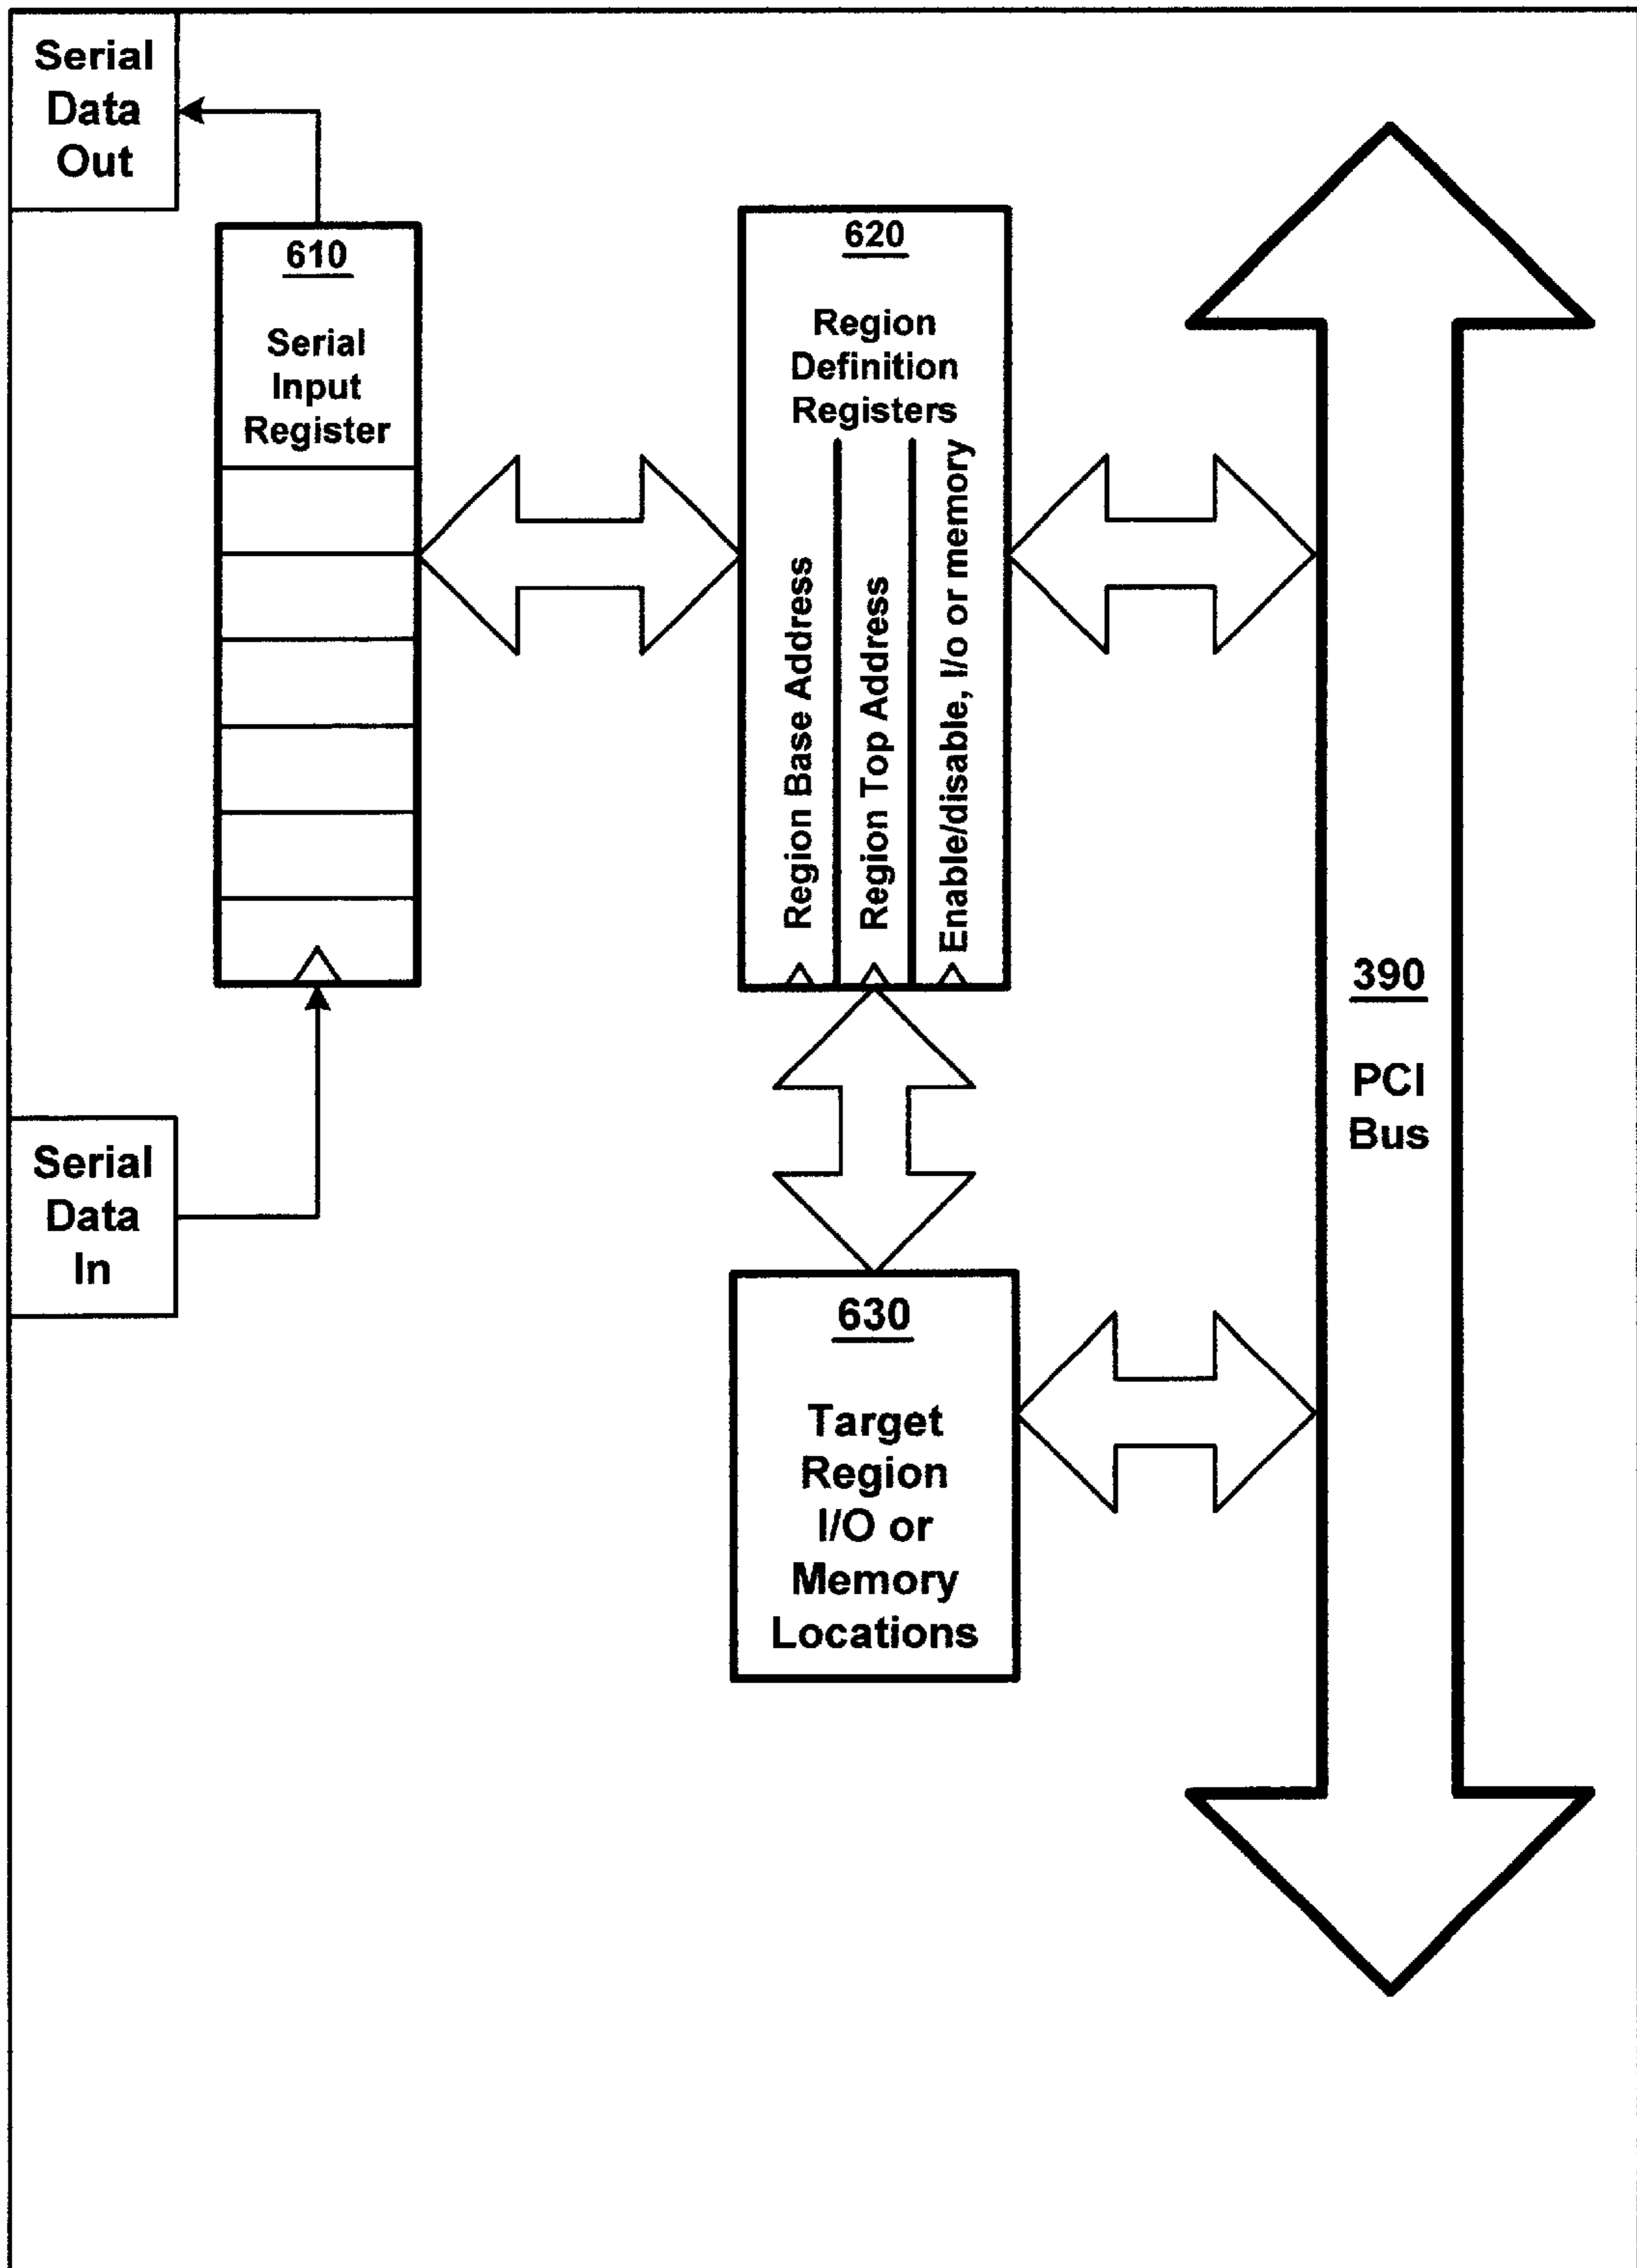 Serial
Data
Out
610
Serial
Input
Register
620
Region
Definition
Registers
Region Base Address
Region Top Address
Enable/disable, I/o or memory
390
PCI
Bus
Serial
Data
In
630
Target
Region
I/O or
Memory
Locations